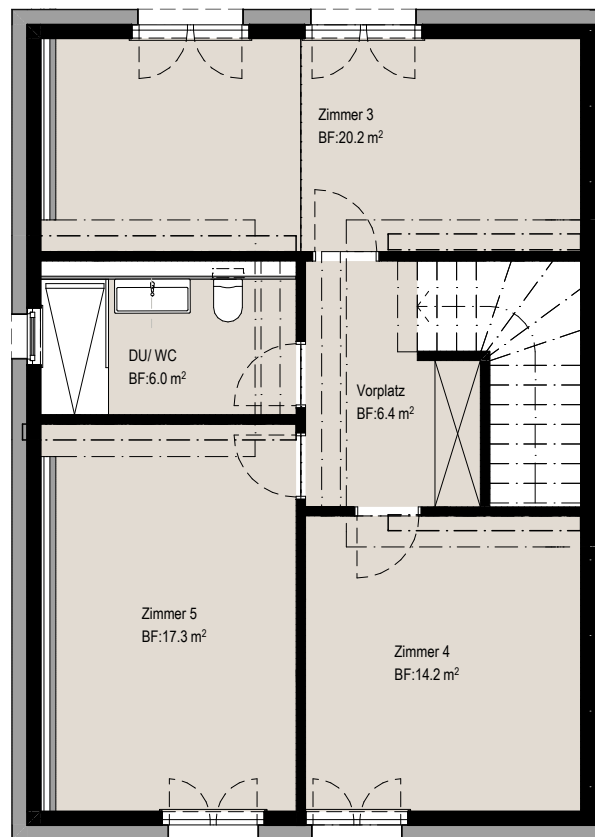 Zimmer 3
BF:20.2 m²
DU/ WC
BF:6.0 m²
Vorplatz
BF:6.4 m²
Zimmer 5
BF:17.3 m²
Zimmer 4
BF:14.2 m²